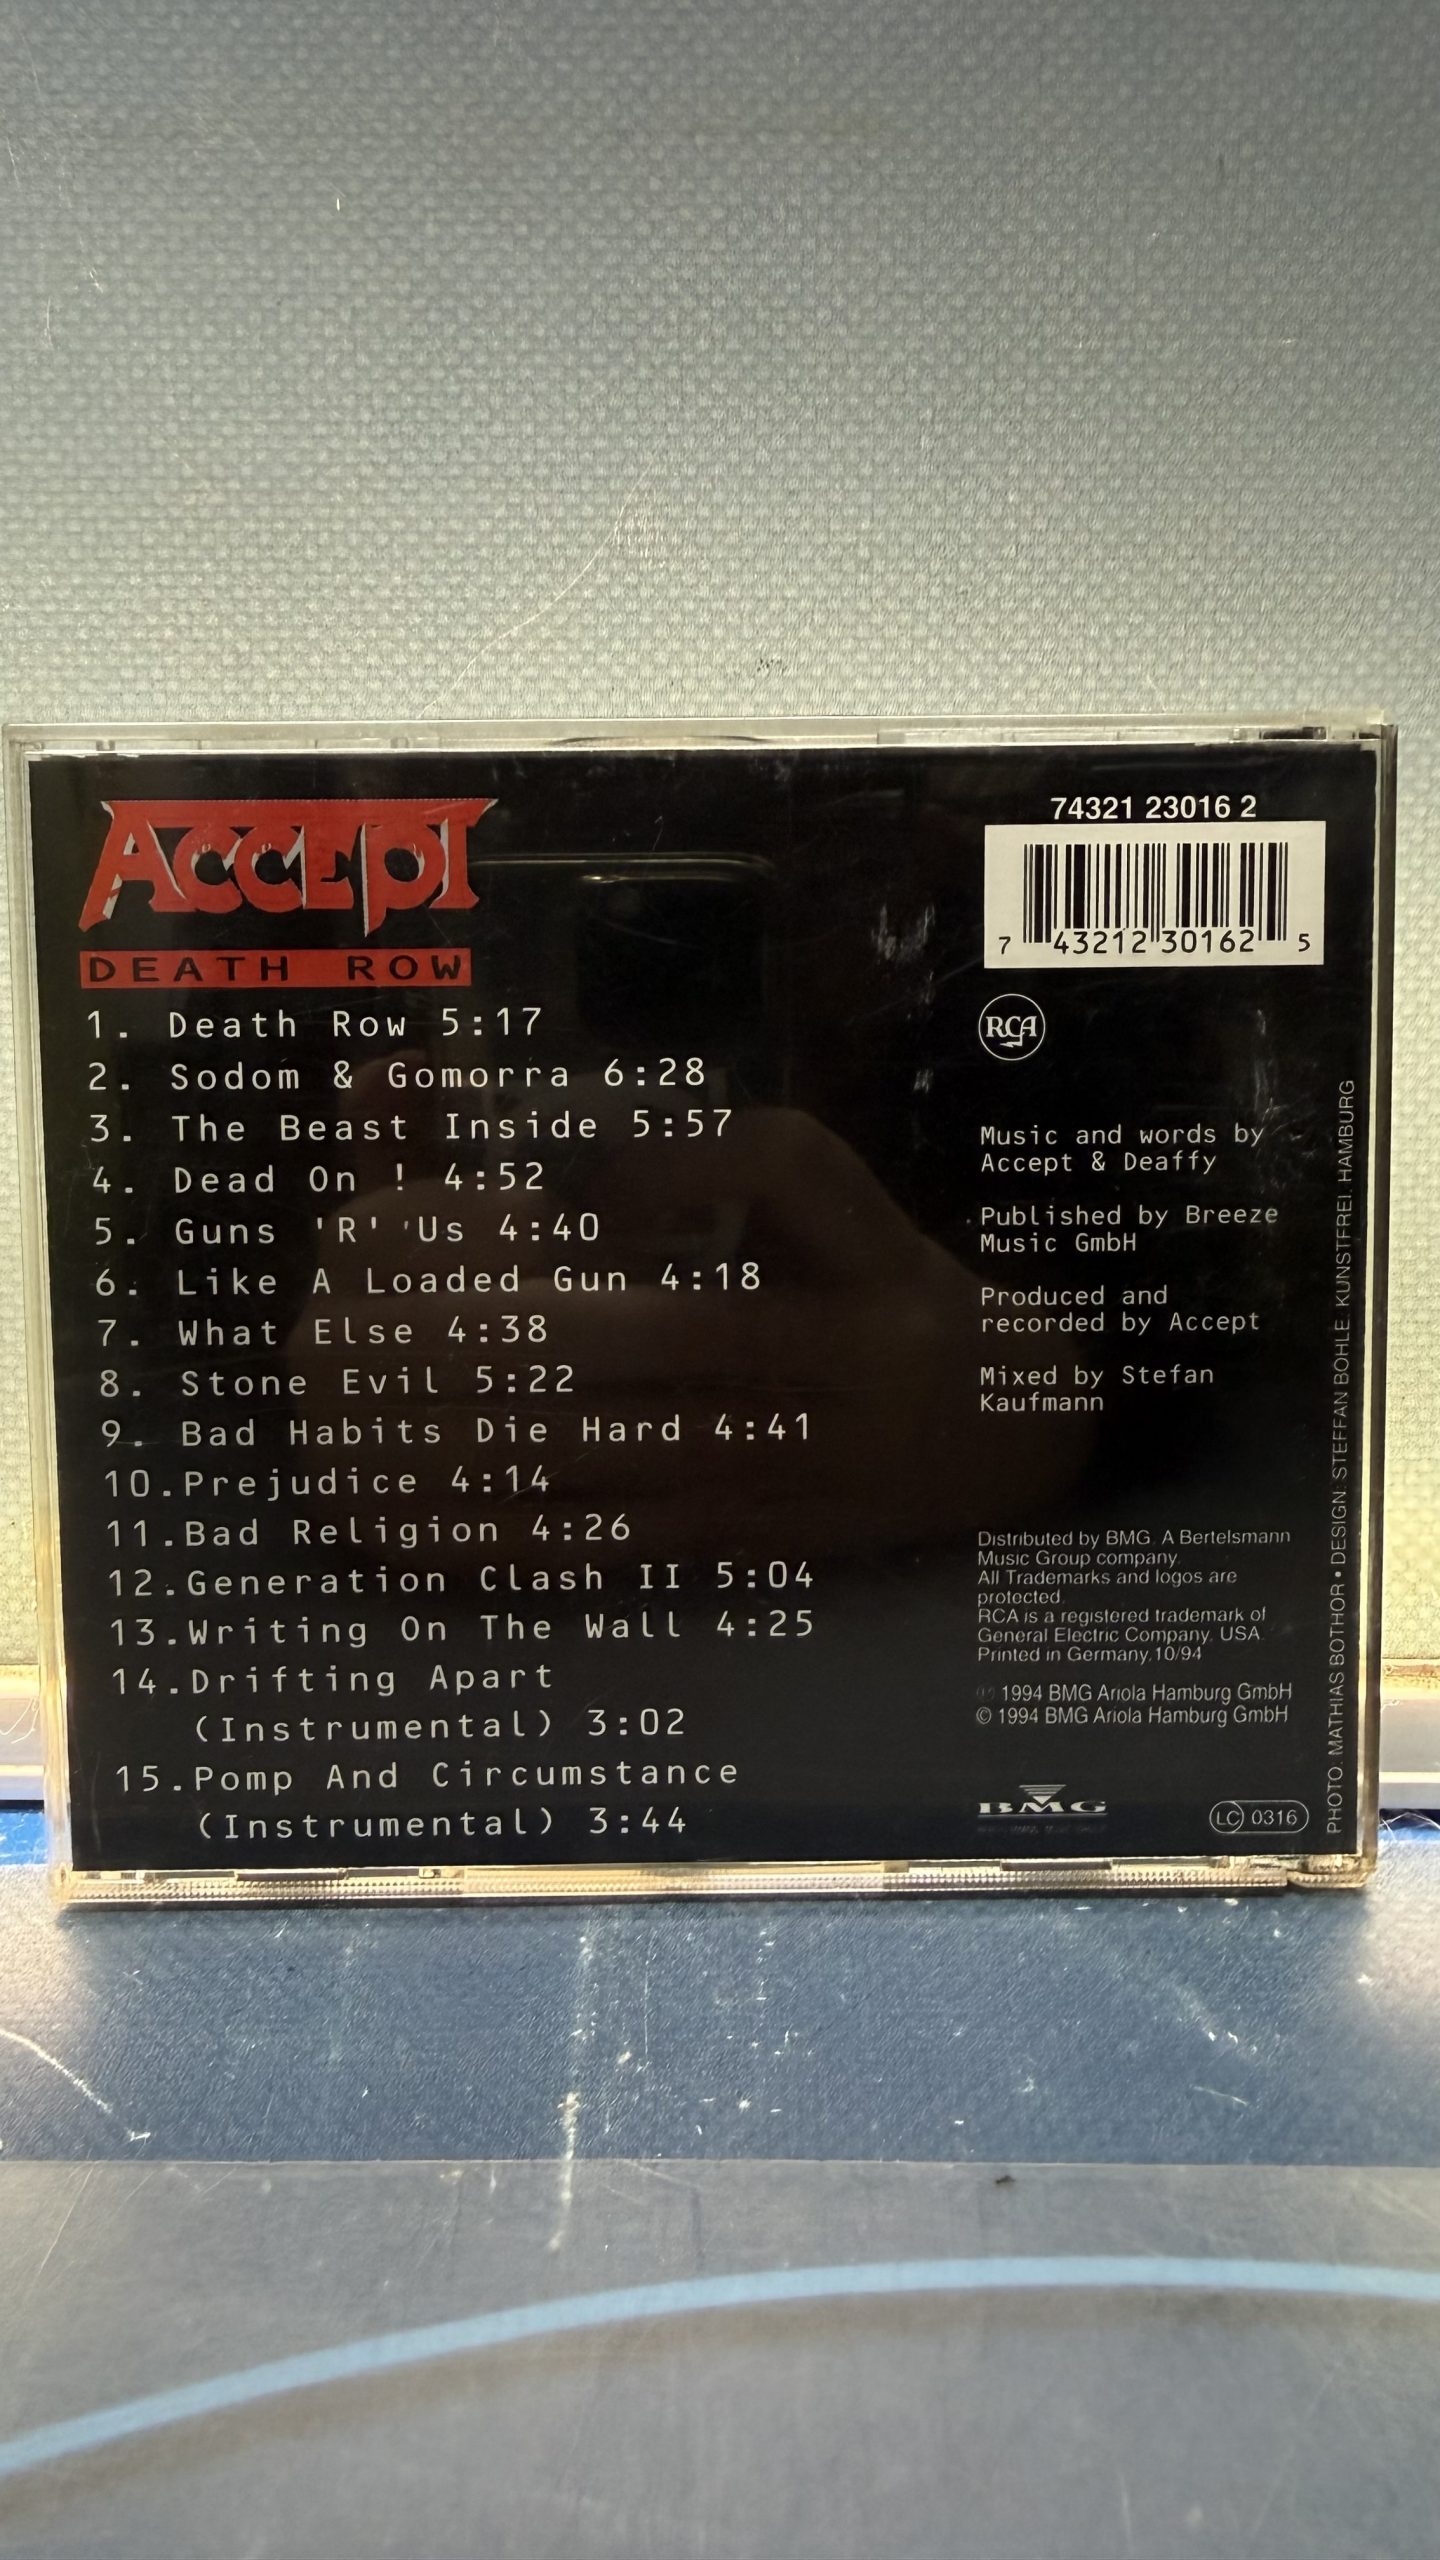 ACCEPT
DEATH ROW
1. Death Row 5:17
2. Sodom & Gomorra 6:28
3. The Beast Inside 5:57
4. Dead On ! 4:52
5. Guns 'R' 'Us 4:40
6. Like A Loaded Gun 4:18
7. What Else 4:38
8. Stone Evil 5:22
9. Bad Habits Die Hard 4:41
10.Prejudice 4:14
11.Bad Religion 4:26
12.Generation Clash II 5:04
13.Writing On The Wall 4:25
14.Drifting Apart
(Instrumental) 3:02
15.Pomp And Circumstance
(Instrumental) 3:44
74321 23016 2
7 43212 30162 5
RCA
Music and words by
Accept & Deaffy
Published by Breeze
Music GmbH
Produced and
recorded by Accept
Mixed by Stefan
Kaufmann
Distributed by BMG. A Bertelsmann
Music Group company.
All Trademarks and logos are
protected.
RCA is a registered trademark of
General Electric Company, USA.
Printed in Germany,10/94
℗ 1994 BMG Ariola Hamburg GmbH
© 1994 BMG Ariola Hamburg GmbH
BMG
LC 0316
PHOTO: MATHIAS BOTHOR • DESIGN: STEFFAN BÖHLE, KUNSTFREI, HAMBURG